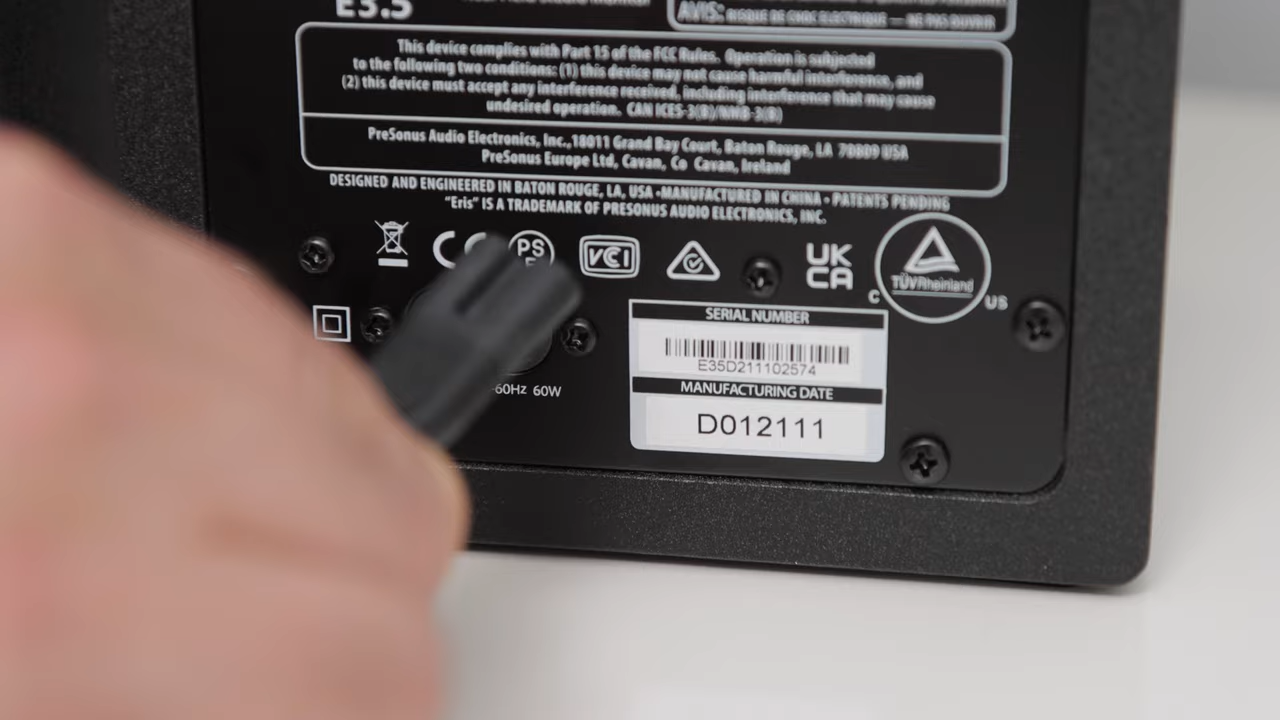 E3.5
AVIS: RISQUE DE CHOC ELECTRIQUE — NE PAS OUVRIR
This device complies with Part 15 of the FCC Rules. Operation is subjected
to the following two conditions: (1) this device may not cause harmful interference, and
(2) this device must accept any interference received, including interference that may cause
undesired operation. CAN ICES-3(B)/NMB-3(B)
PreSonus Audio Electronics, Inc.,18011 Grand Bay Court, Baton Rouge, LA 70809 USA
PreSonus Europe Ltd, Cavan, Co Cavan, Ireland
DESIGNED AND ENGINEERED IN BATON ROUGE, LA, USA •MANUFACTURED IN CHINA • PATENTS PENDING
"Eris" IS A TRADEMARK OF PRESONUS AUDIO ELECTRONICS, INC.
PS
E
VCI
UK
CA
TÜVRheinland
C US
SERIAL NUMBER
E35D211102574
MANUFACTURING DATE
D012111
-60Hz 60W